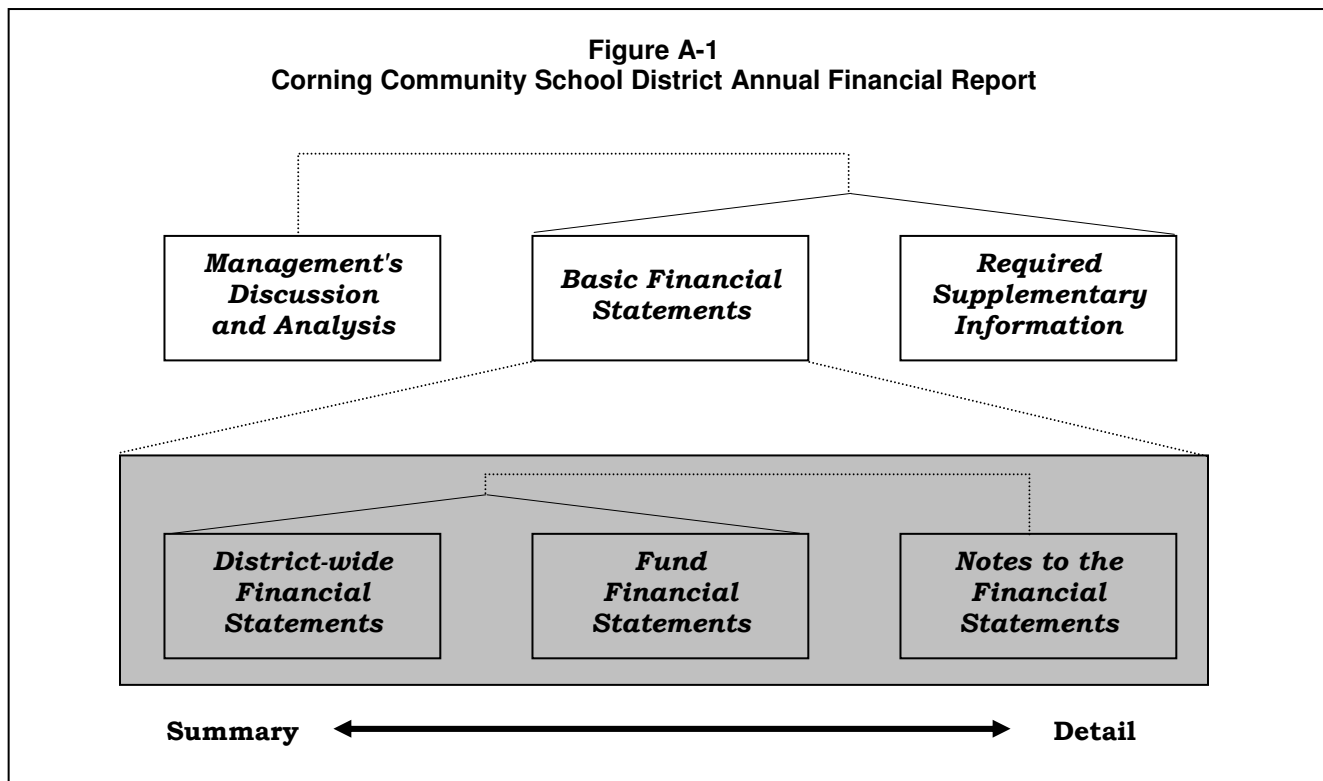 Figure A-1
Corning Community School District Annual Financial Report
Management's
Discussion
and Analysis
Basic Financial
Statements
Required
Supplementary
Information
District-wide
Financial
Statements
Fund
Financial
Statements
Notes to the
Financial
Statements
Summary
Detail